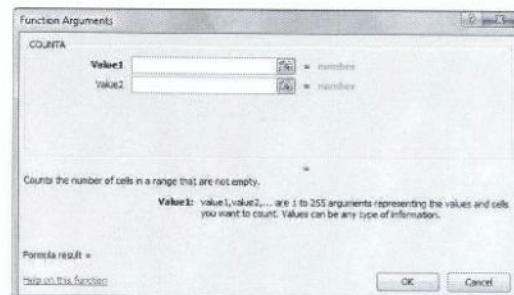 Function Arguments
COUNTA
Value1 = number
Value2 = number
=
Counts the number of cells in a range that are not empty.
Value1: value1,value2,... are 1 to 255 arguments representing the values and cells
you want to count. Values can be any type of information.
Formula result =
Help on this function
OK Cancel